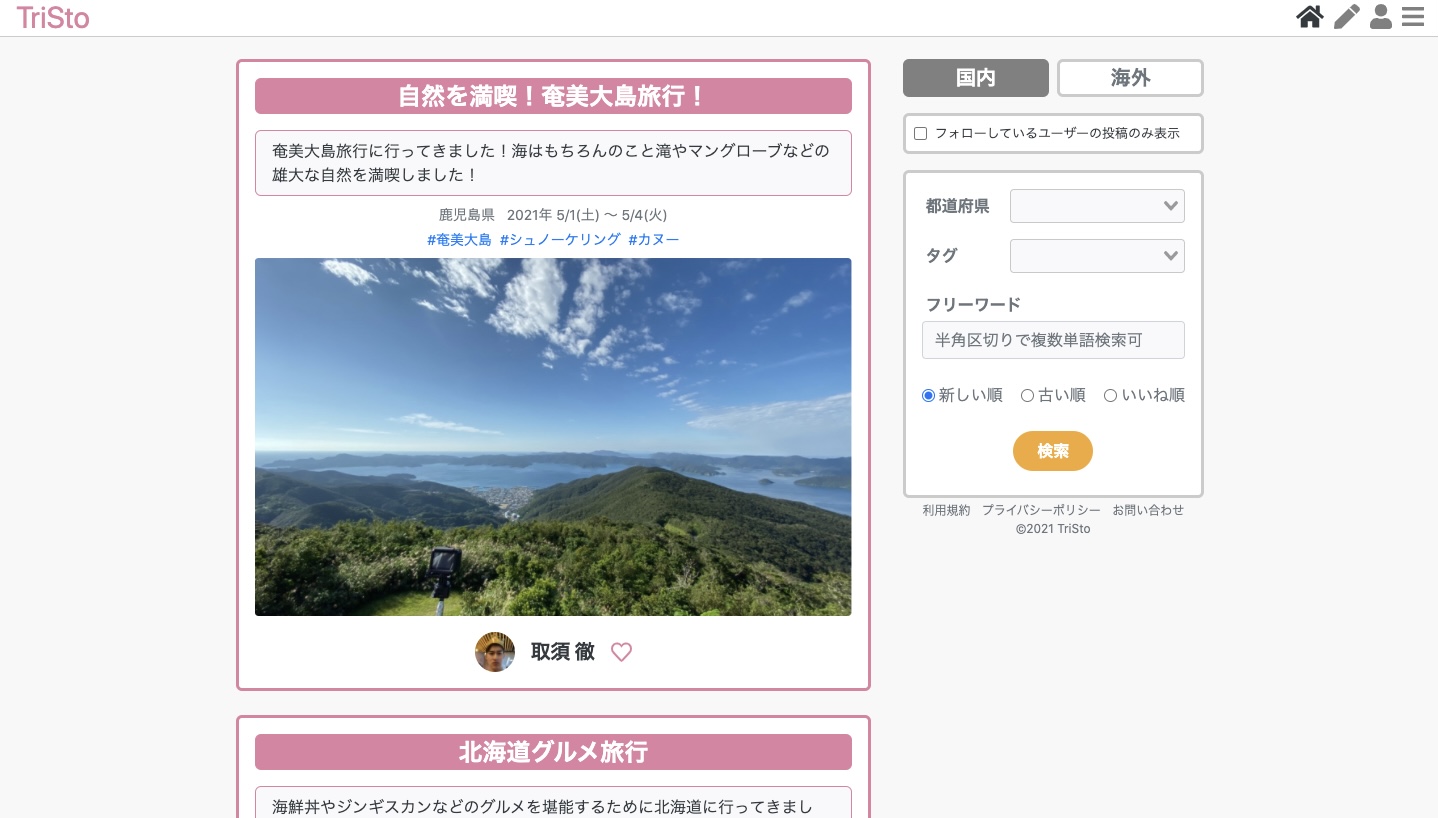 TriSto
自然を満喫！奄美大島旅行！
奄美大島旅行に行ってきました！海はもちろんのこと滝やマングローブなどの
雄大な自然を満喫しました！
鹿児島県 2021年 5/1(土) 〜 5/4(火)
#奄美大島 #シュノーケリング #カヌー
取須 徹
北海道グルメ旅行
海鮮丼やジンギスカンなどのグルメを堪能するために北海道に行ってきまし
国内 海外
フォローしているユーザーの投稿のみ表示
都道府県
タグ
フリーワード
半角区切りで複数単語検索可
新しい順 古い順 いいね順
検索
利用規約 プライバシーポリシー お問い合わせ
©2021 TriSto